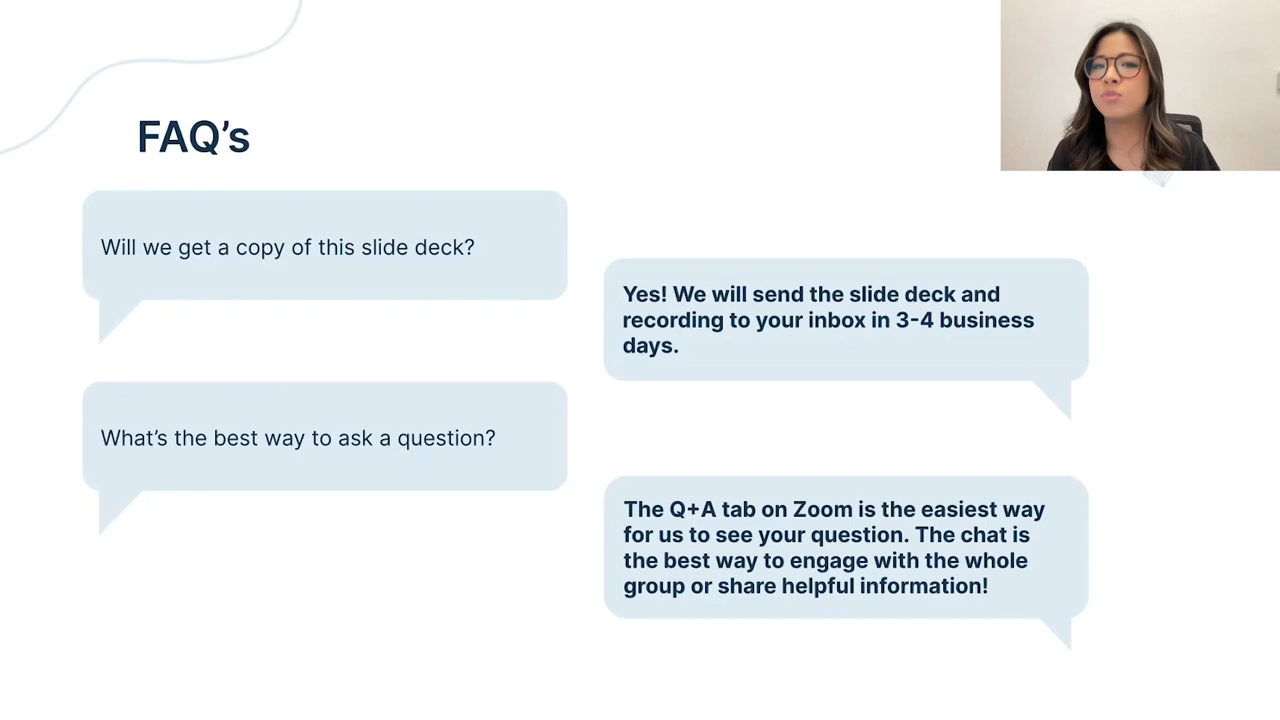 FAQ’s
Will we get a copy of this slide deck?
Yes! We will send the slide deck and
recording to your inbox in 3-4 business
days.
What’s the best way to ask a question?
The Q+A tab on Zoom is the easiest way
for us to see your question. The chat is
the best way to engage with the whole
group or share helpful information!